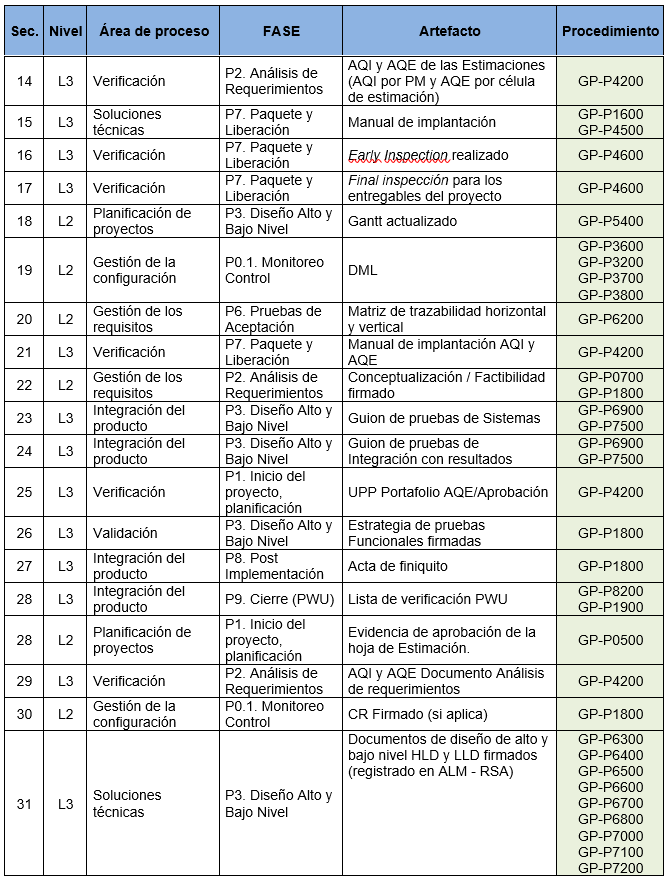 Sec. Nivel Área de proceso FASE Artefacto Procedimiento
14 L3 Verificación P2. Análisis de Requerimientos AQI y AQE de las Estimaciones (AQI por PM y AQE por célula de estimación) GP-P4200
15 L3 Soluciones técnicas P7. Paquete y Liberación Manual de implantación GP-P1600 GP-P4500
16 L3 Verificación P7. Paquete y Liberación Early Inspection realizado GP-P4600
17 L3 Verificación P7. Paquete y Liberación Final inspección para los entregables del proyecto GP-P4600
18 L2 Planificación de proyectos P3. Diseño Alto y Bajo Nivel Gantt actualizado GP-P5400
19 L2 Gestión de la configuración P0.1. Monitoreo Control DML GP-P3600 GP-P3200 GP-P3700 GP-P3800
20 L2 Gestión de los requisitos P6. Pruebas de Aceptación Matriz de trazabilidad horizontal y vertical GP-P6200
21 L3 Verificación P7. Paquete y Liberación Manual de implantación AQI y AQE GP-P4200
22 L2 Gestión de los requisitos P2. Análisis de Requerimientos Conceptualización / Factibilidad firmado GP-P0700 GP-P1800
23 L3 Integración del producto P3. Diseño Alto y Bajo Nivel Guion de pruebas de Sistemas GP-P6900 GP-P7500
24 L3 Integración del producto P3. Diseño Alto y Bajo Nivel Guion de pruebas de Integración con resultados GP-P6900 GP-P7500
25 L3 Verificación P1. Inicio del proyecto, planificación UPP Portafolio AQE/Aprobación GP-P4200
26 L3 Validación P3. Diseño Alto y Bajo Nivel Estrategia de pruebas Funcionales firmadas GP-P1800
27 L3 Integración del producto P8. Post Implementación Acta de finiquito GP-P1800
28 L3 Integración del producto P9. Cierre (PWU) Lista de verificación PWU GP-P8200 GP-P1900
28 L2 Planificación de proyectos P1. Inicio del proyecto, planificación Evidencia de aprobación de la hoja de Estimación. GP-P0500
29 L3 Verificación P2. Análisis de Requerimientos AQI y AQE Documento Análisis de requerimientos GP-P4200
30 L2 Gestión de la configuración P0.1. Monitoreo Control CR Firmado (si aplica) GP-P1800
31 L3 Soluciones técnicas P3. Diseño Alto y Bajo Nivel Documentos de diseño de alto y bajo nivel HLD y LLD firmados (registrado en ALM - RSA) GP-P6300 GP-P6400 GP-P6500 GP-P6600 GP-P6700 GP-P6800 GP-P7000 GP-P7100 GP-P7200